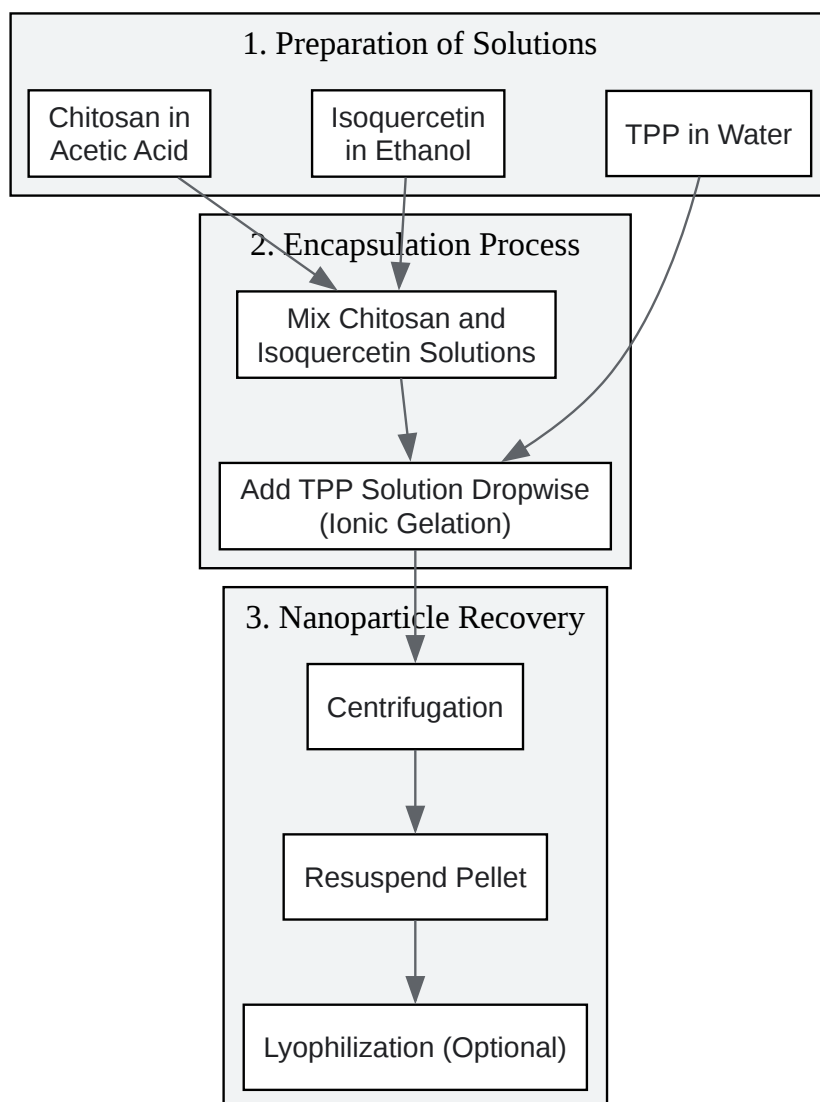 1. Preparation of Solutions
Chitosan in
Acetic Acid
Isoquercetin
in Ethanol
TPP in Water
2. Encapsulation Process
Mix Chitosan and
Isoquercetin Solutions
Add TPP Solution Dropwise
(Ionic Gelation)
3. Nanoparticle Recovery
Centrifugation
Resuspend Pellet
Lyophilization (Optional)